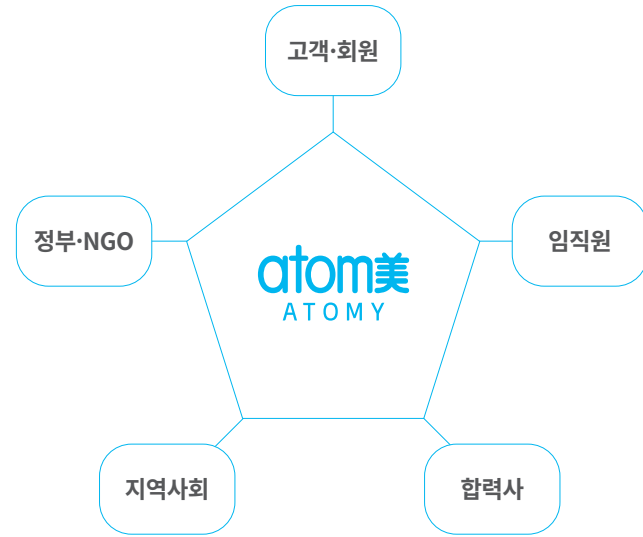 고객·회원
정부·NGO
임직원
atom美
ATOMY
지역사회
합력사